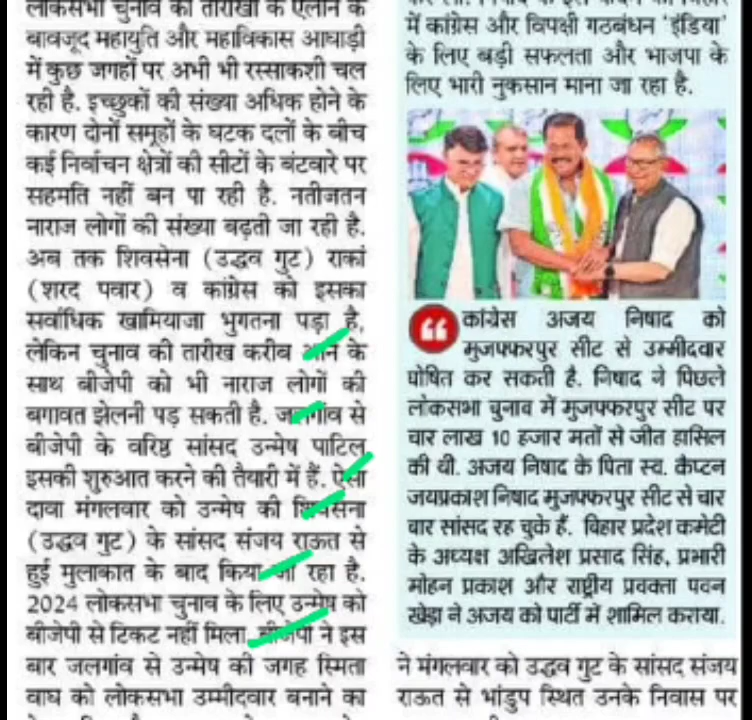 लोकसभा चुनाव की तारीखों के ऐलान के
बावजूद महायुति और महाविकास आघाड़ी
में कुछ जगहों पर अभी भी रस्साकशी चल
रही है. इच्छुकों की संख्या अधिक होने के
कारण दोनों समूहों के घटक दलों के बीच
कई निर्वाचन क्षेत्रों की सीटों के बंटवारे पर
सहमति नहीं बन पा रही है. नतीजतन
नाराज लोगों की संख्या बढ़ती जा रही है.
अब तक शिवसेना (उद्धव गुट) राकां
(शरद पवार) व कांग्रेस को इसका
सर्वाधिक खामियाजा भुगतना पड़ा है,
लेकिन चुनाव की तारीख करीब आने के
साथ बीजेपी को भी नाराज लोगों की
बगावत झेलनी पड़ सकती है. जलगांव से
बीजेपी के वरिष्ठ सांसद उन्मेष पाटिल
इसकी शुरुआत करने की तैयारी में हैं. ऐसा
दावा मंगलवार को उन्मेष की शिवसेना
(उद्धव गुट) के सांसद संजय राऊत से
हुई मुलाकात के बाद किया जा रहा है.
2024 लोकसभा चुनाव के लिए उन्मेष को
बीजेपी से टिकट नहीं मिला. बीजेपी ने इस
बार जलगांव से उन्मेष की जगह स्मिता
वाघ को लोकसभा उम्मीदवार बनाने का
में कांग्रेस और विपक्षी गठबंधन 'इंडिया'
के लिए बड़ी सफलता और भाजपा के
लिए भारी नुकसान माना जा रहा है.
कांग्रेस अजय निषाद को
मुजफ्फरपुर सीट से उम्मीदवार
घोषित कर सकती है. निषाद ने पिछले
लोकसभा चुनाव में मुजफ्फरपुर सीट पर
चार लाख 10 हजार मतों से जीत हासिल
की थी. अजय निषाद के पिता स्व. कैप्टन
जयप्रकाश निषाद मुजफ्फरपुर सीट से चार
बार सांसद रह चुके हैं. बिहार प्रदेश कमेटी
के अध्यक्ष अखिलेश प्रसाद सिंह, प्रभारी
मोहन प्रकाश और राष्ट्रीय प्रवक्ता पवन
खेड़ा ने अजय को पार्टी में शामिल कराया.
ने मंगलवार को उद्धव गुट के सांसद संजय
राऊत से भांडुप स्थित उनके निवास पर